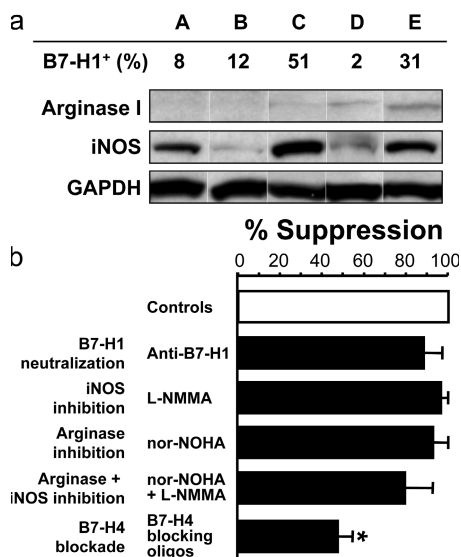 a
A B C D E
B7-H1+ (%) 8 12 51 2 31
Arginase I
iNOS
GAPDH
b
% Suppression
0 20 40 60 80 100
Controls
B7-H1 neutralization Anti-B7-H1
iNOS inhibition L-NMMA
Arginase inhibition nor-NOHA
Arginase + iNOS inhibition nor-NOHA + L-NMMA
B7-H4 blockade B7-H4 blocking oligos *